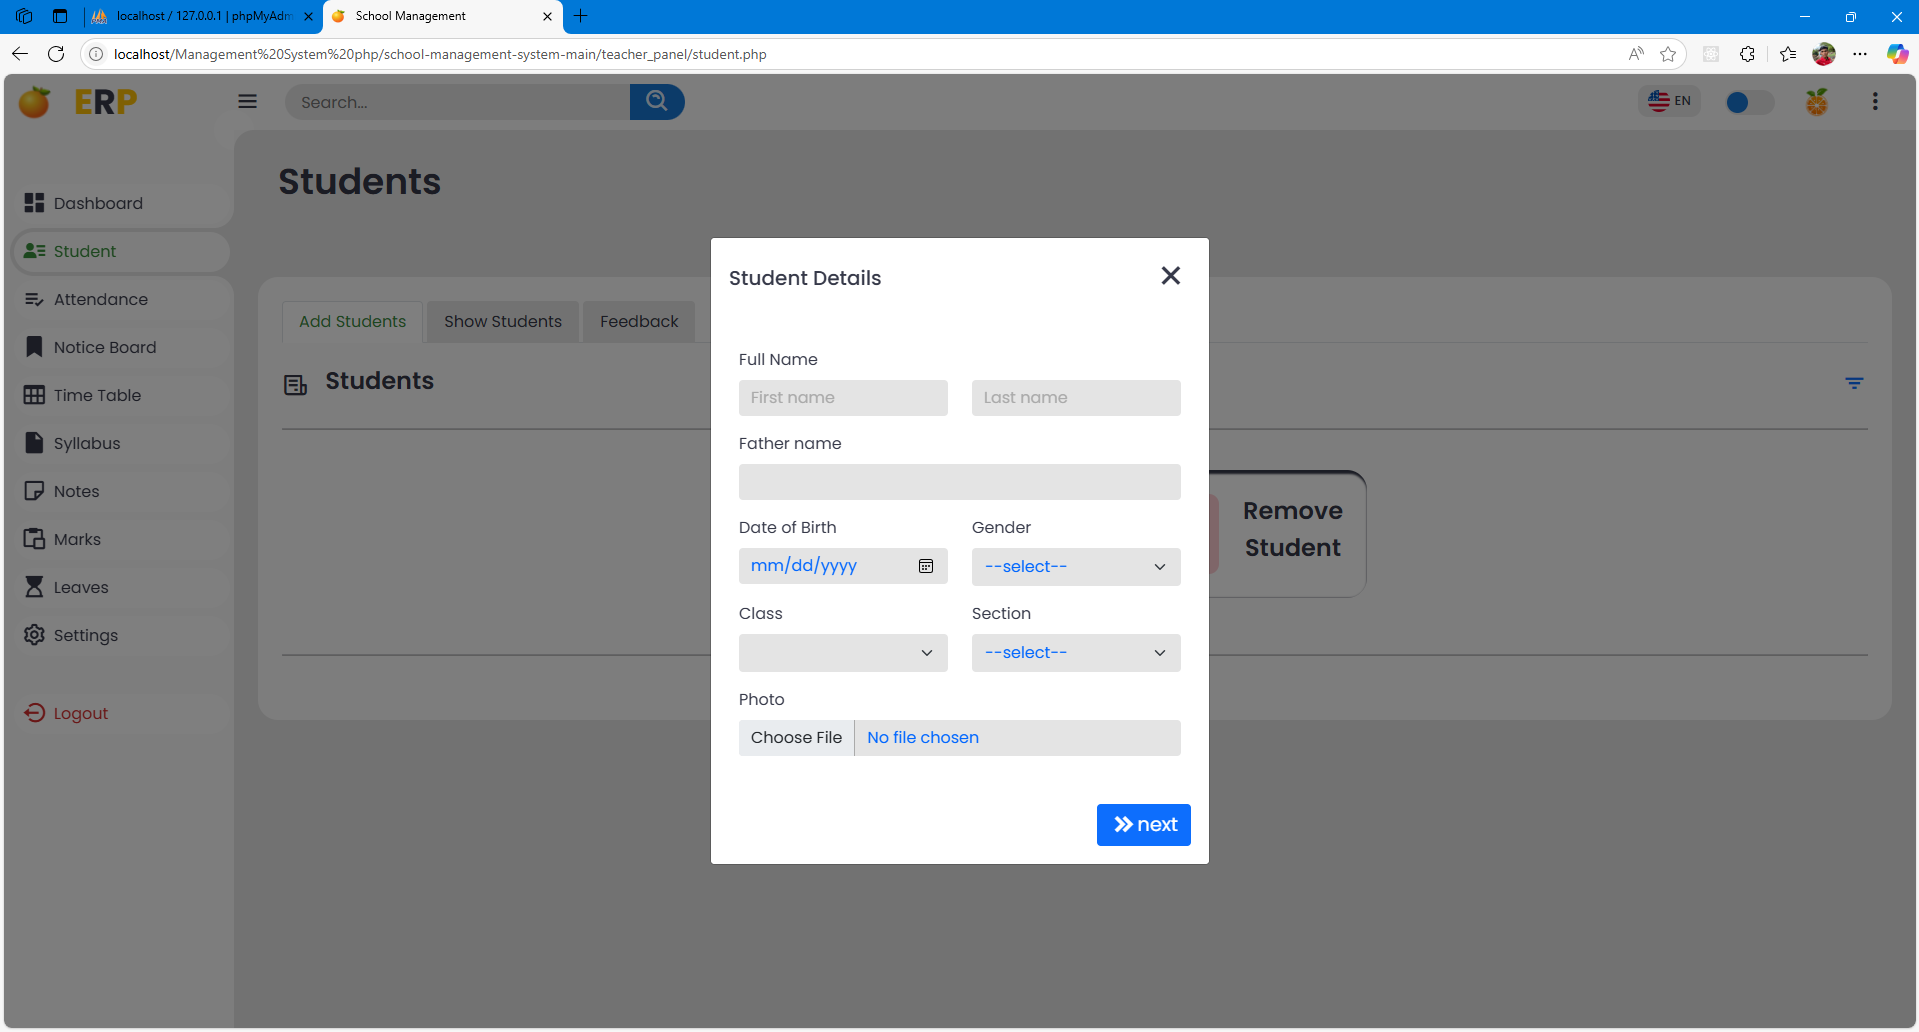 localhost / 127.0.0.1 | phpMyAdm
School Management
localhost/Management%20System%20php/school-management-system-main/teacher_panel/student.php
ERP
Search...
EN
Students
Dashboard
Student
Attendance
Notice Board
Time Table
Syllabus
Notes
Marks
Leaves
Settings
Logout
Add Students
Show Students
Feedback
Students
Remove
Student
Student Details
Full Name
First name
Last name
Father name
Date of Birth
Gender
mm/dd/yyyy
--select--
Class
Section
--select--
Photo
Choose File
No file chosen
next